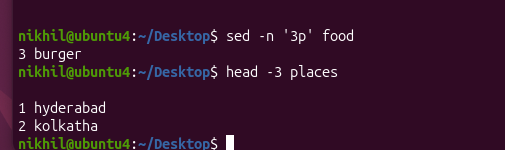 nikhil@ubuntu4:~/Desktop$ sed -n '3p' food
3 burger
nikhil@ubuntu4:~/Desktop$ head -3 places

1 hyderabad
2 kolkatha
nikhil@ubuntu4:~/Desktop$